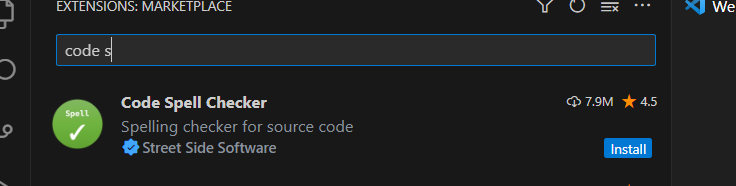 EXTENSIONS: MARKETPLACE
We
code s
Spell
Code Spell Checker
7.9M 4.5
Spelling checker for source code
Street Side Software
Install